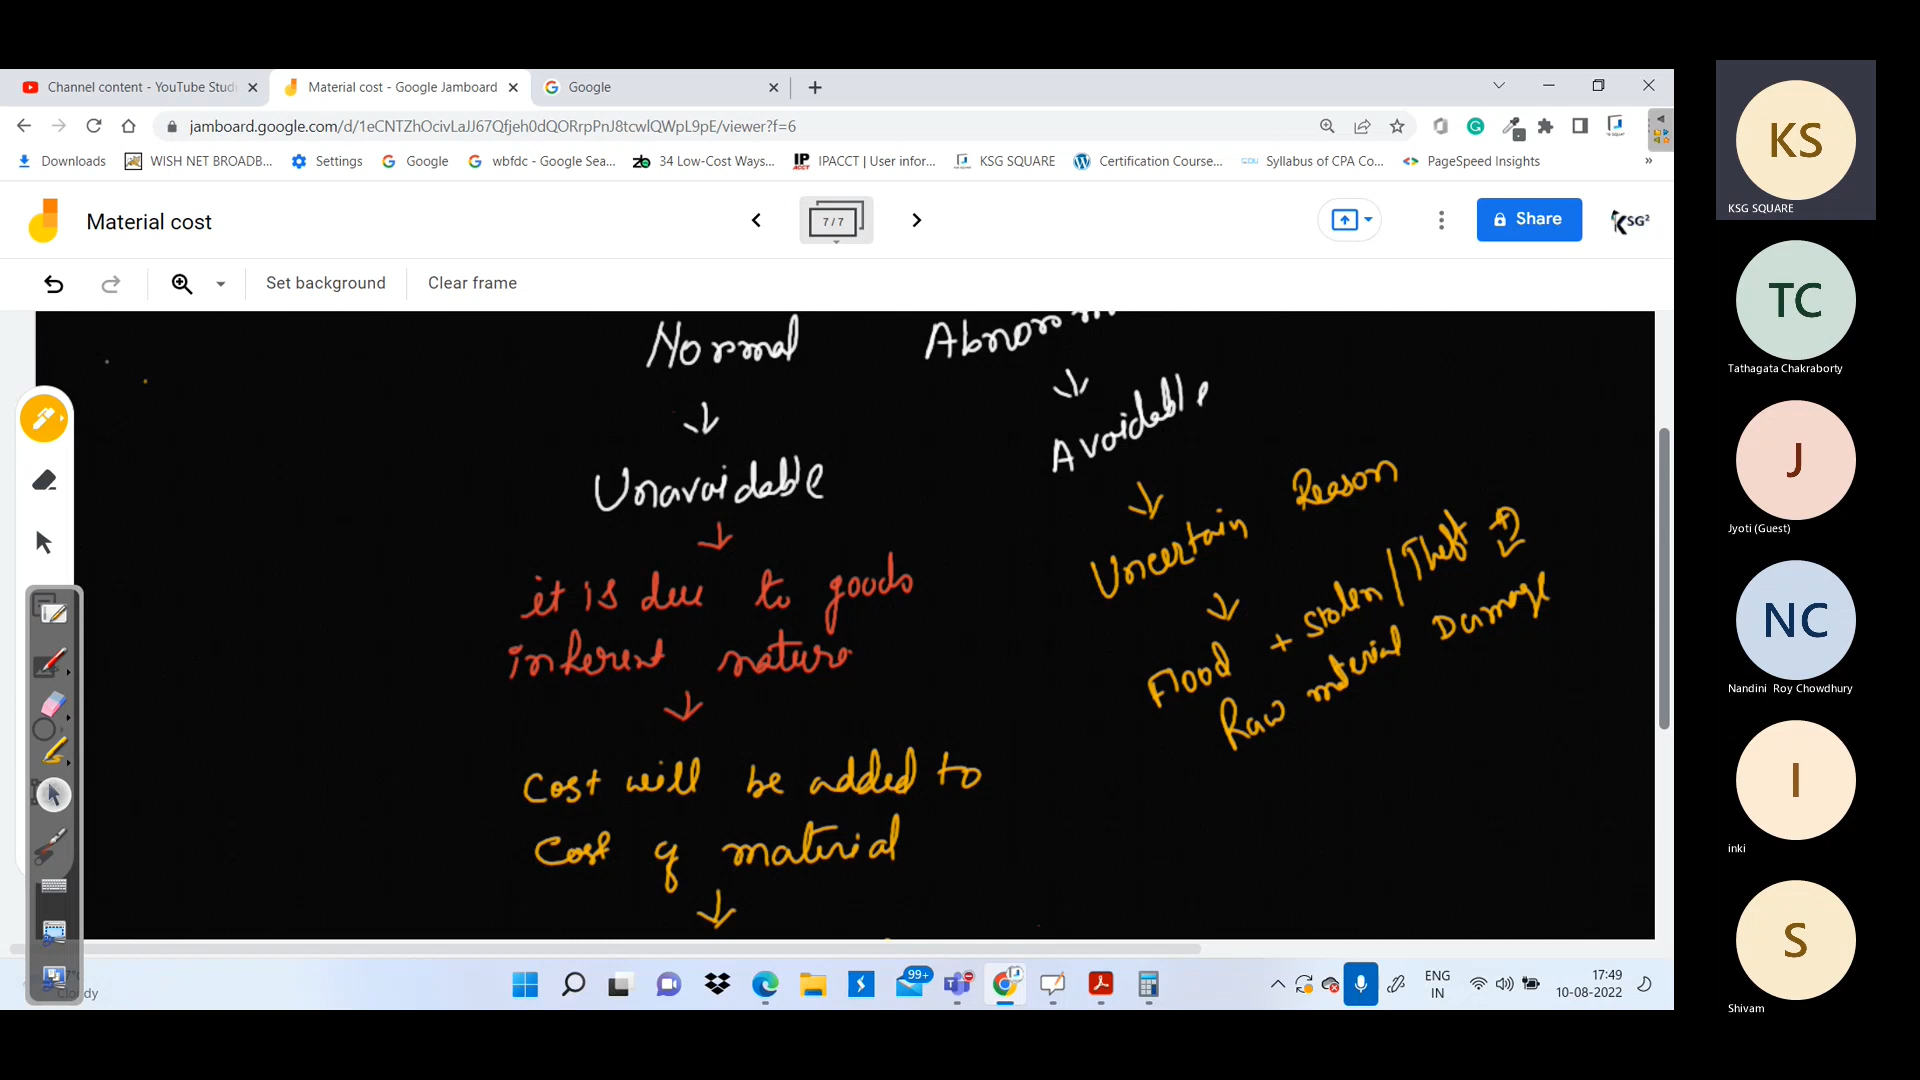 Channel content - YouTube Stud
Material cost - Google Jamboard
Google
jamboard.google.com/d/1eCNTZhOcivLaJJ67Qfjeh0dQORrpPnJ8tcwlQWpL9pE/viewer?f=6
Downloads
WISH NET BROADB...
Settings
Google
wbfdc - Google Sea...
34 Low-Cost Ways...
IPACCT | User infor...
KSG SQUARE
Certification Course...
Syllabus of CPA Co...
PageSpeed Insights
»
Material cost
7 / 7
Share
KSG²
Set background
Clear frame
Normal
Unavaidable
it is due to goods
inherent nature
Cost will be added to
Cost of material
Avoidable
Uncertain Reason
Flood + Stolen/Theft
Raw material Damage
Cloudy
99+
ENG
IN
17:49
10-08-2022
KS
KSG SQUARE
TC
Tathagata Chakraborty
J
Jyoti (Guest)
NC
Nandini Roy Chowdhury
I
inki
S
Shivam